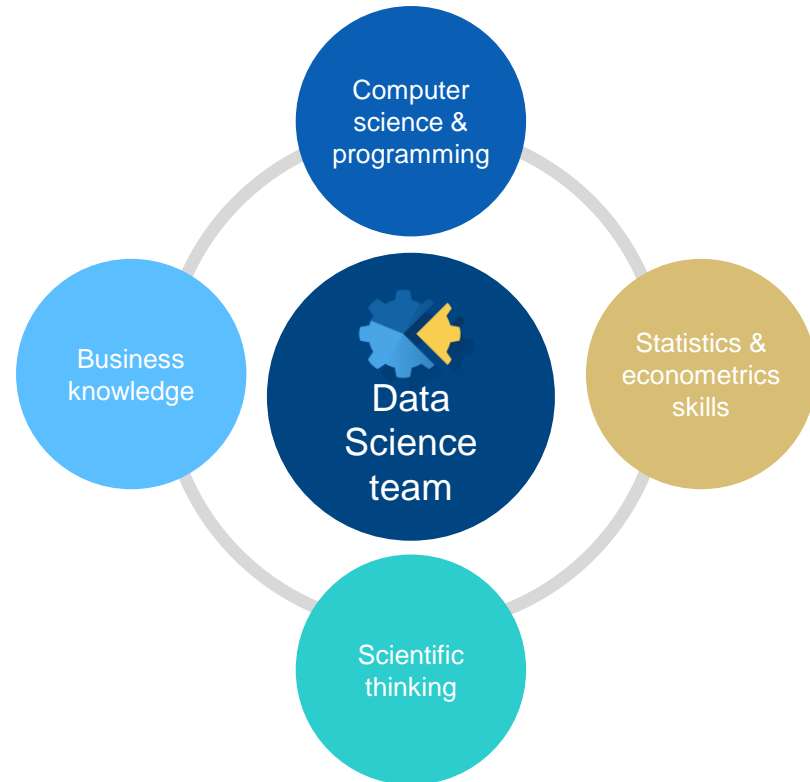 Computer
science &
programming
Business
knowledge
Data
Science
team
Statistics &
econometrics
skills
Scientific
thinking